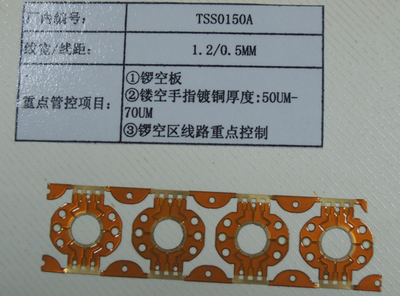 厂内编号: TSS0150A
线宽/线距: 1.2/0.5MM
重点管控项目:
①锣空板
②镂空手指镀铜厚度:50UM-
70UM
③锣空区线路重点控制